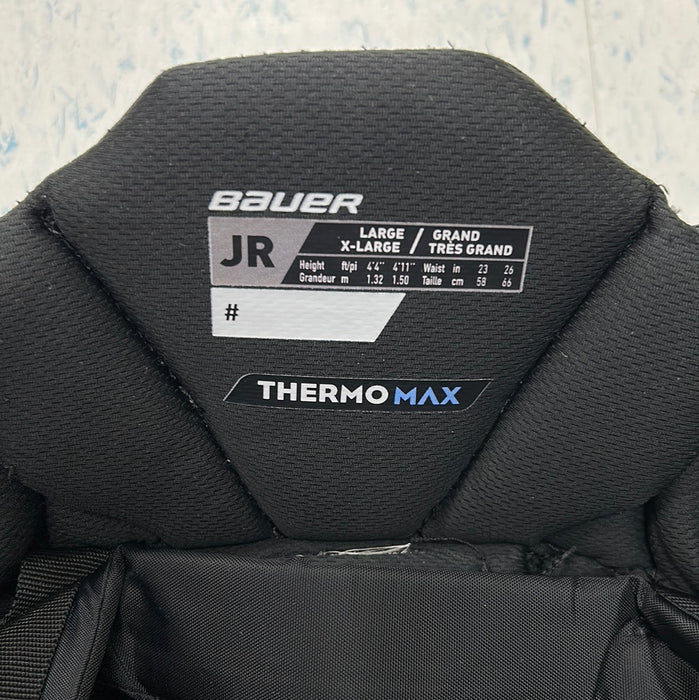 BAUER
JR
LARGE / GRAND
X-LARGE / TRÈS GRAND
Height ft/pi 4'4'' 4'11'' Waist in 23 26
Grandeur m 1.32 1.50 Taille cm 58 66
#
THERMO MAX